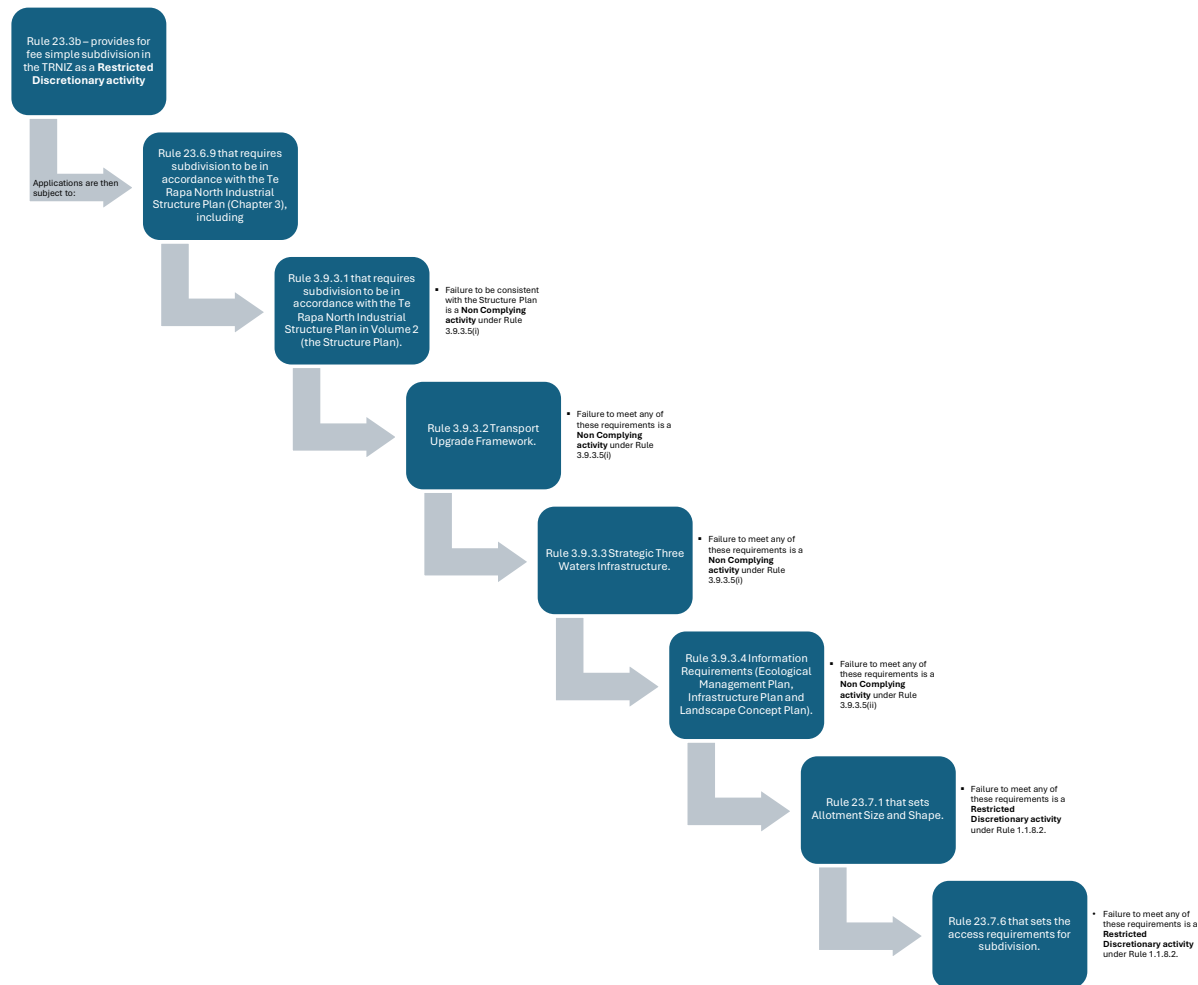 Rule 23.3b – provides for
fee simple subdivision in
the TRNIZ as a Restricted
Discretionary activity
Applications are then
subject to:
Rule 23.6.9 that requires
subdivision to be in
accordance with the Te
Rapa North Industrial
Structure Plan (Chapter 3),
including
Rule 3.9.3.1 that requires
subdivision to be in
accordance with the Te
Rapa North Industrial
Structure Plan in Volume 2
(the Structure Plan).
▪ Failure to be consistent
with the Structure Plan
is a Non Complying
activity under Rule
3.9.3.5(i)
Rule 3.9.3.2 Transport
Upgrade Framework.
▪ Failure to meet any of
these requirements is a
Non Complying
activity under Rule
3.9.3.5(i)
Rule 3.9.3.3 Strategic Three
Waters Infrastructure.
▪ Failure to meet any of
these requirements is a
Non Complying
activity under Rule
3.9.3.5(i)
Rule 3.9.3.4 Information
Requirements (Ecological
Management Plan,
Infrastructure Plan and
Landscape Concept Plan).
▪ Failure to meet any of
these requirements is a
Non Complying
activity under Rule
3.9.3.5(ii)
Rule 23.7.1 that sets
Allotment Size and Shape.
▪ Failure to meet any of
these requirements is a
Restricted
Discretionary activity
under Rule 1.1.8.2.
Rule 23.7.6 that sets the
access requirements for
subdivision.
• Failure to meet any of
these requirements is a
Restricted
Discretionary activity
under Rule 1.1.8.2.